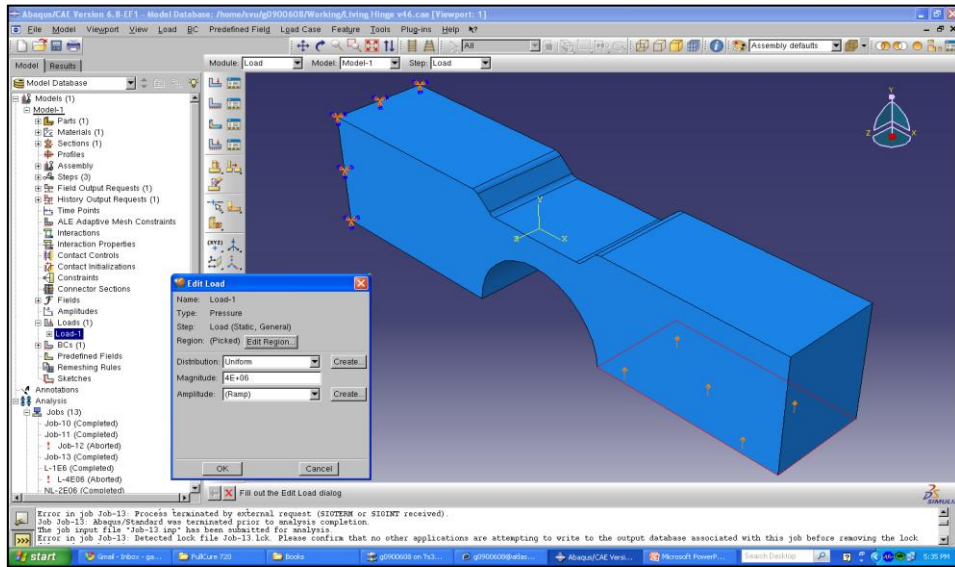 Abaqus/CAE Version 6.8-EF1 - Model Database: /home/svu/g0900608/Working/Living Hinge v46.cae [Viewport: 1]
File Model Viewport View Load BC Predefined Field Load Case Feature Tools Plug-ins Help
All
Assembly defaults
Model Results
Module: Load Model: Model-1 Step: Load
Model Database
Models (1)
Model-1
Parts (1)
Materials (1)
Sections (1)
Profiles
Assembly
Steps (3)
Field Output Requests (1)
History Output Requests (1)
Time Points
ALE Adaptive Mesh Constraints
Interactions
Interaction Properties
Contact Controls
Contact Initializations
Constraints
Connector Sections
Fields
Amplitudes
Loads (1)
Load-1
BCs (1)
Predefined Fields
Remeshing Rules
Sketches
Annotations
Analysis
Jobs (13)
Job-10 (Completed)
Job-11 (Completed)
Job-12 (Aborted)
Job-13 (Completed)
L-1E6 (Completed)
L-4E06 (Aborted)
NL-2E06 (Completed)
(XYZ)
Y
Z X
Y
Z X
Edit Load
Name: Load-1
Type: Pressure
Step: Load (Static, General)
Region: (Picked) Edit Region...
Distribution: Uniform Create...
Magnitude: 4E+06
Amplitude: (Ramp) Create...
OK Cancel
Fill out the Edit Load dialog
SIMULIA
Error in job Job-13: Process terminated by external request (SIGTERM or SIGINT received).
Job Job-13: Abaqus/Standard was terminated prior to analysis completion.
The job input file "Job-13.inp" has been submitted for analysis.
Error in job Job-13: Detected lock file Job-13.lck. Please confirm that no other applications are attempting to write to the output database associated with this job before removing the lock
start Gmail - Inbox - ga... PullCure 720 Books g0900608 on Ts3... g0900608@atlas... Abaqus/CAE Versi... Microsoft PowerP... Search Desktop 5:35 PM